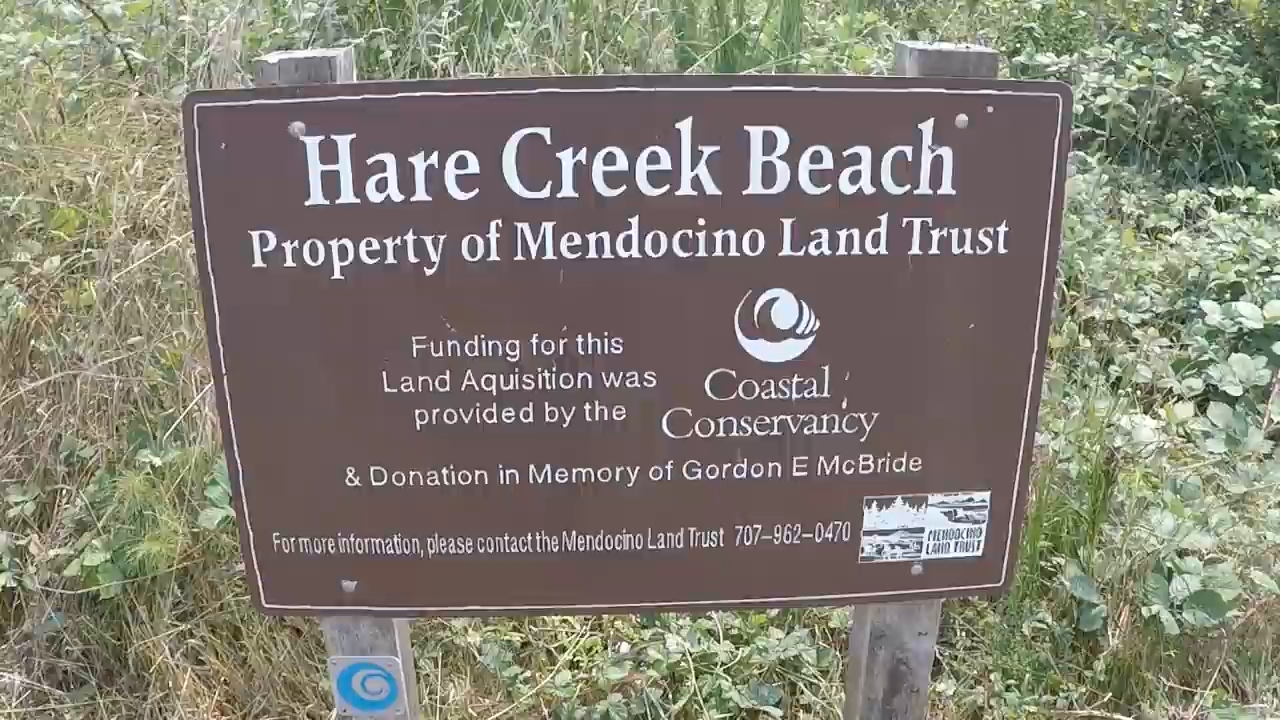 Hare Creek Beach
Property of Mendocino Land Trust
Funding for this
Land Aquisition was
provided by the
Coastal
Conservancy
& Donation in Memory of Gordon E McBride
For more information, please contact the Mendocino Land Trust 707-962-0470
MENDOCINO
LAND TRUST